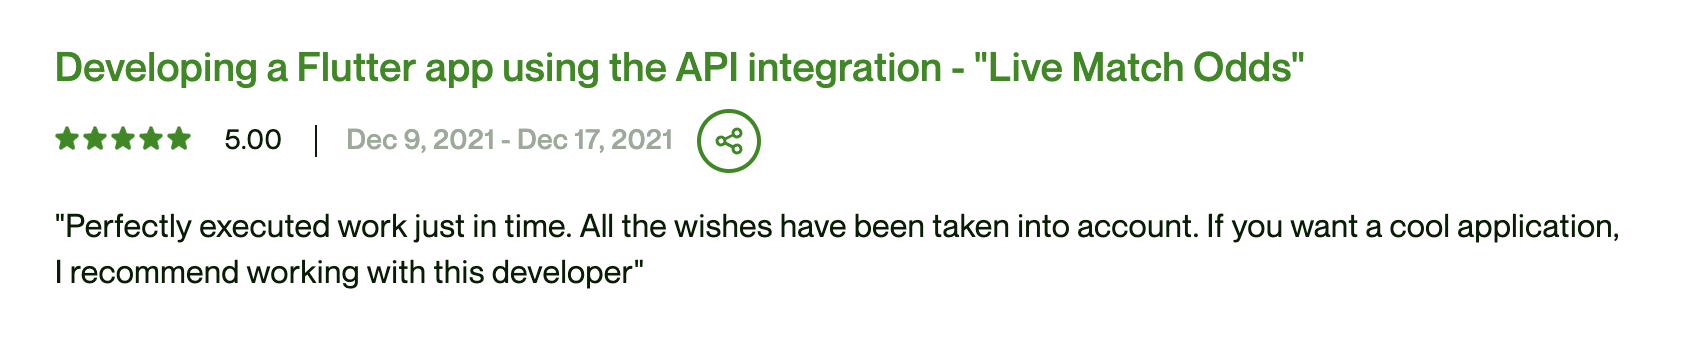 Developing a Flutter app using the API integration - "Live Match Odds"
5.00 | Dec 9, 2021 - Dec 17, 2021
"Perfectly executed work just in time. All the wishes have been taken into account. If you want a cool application,
I recommend working with this developer"